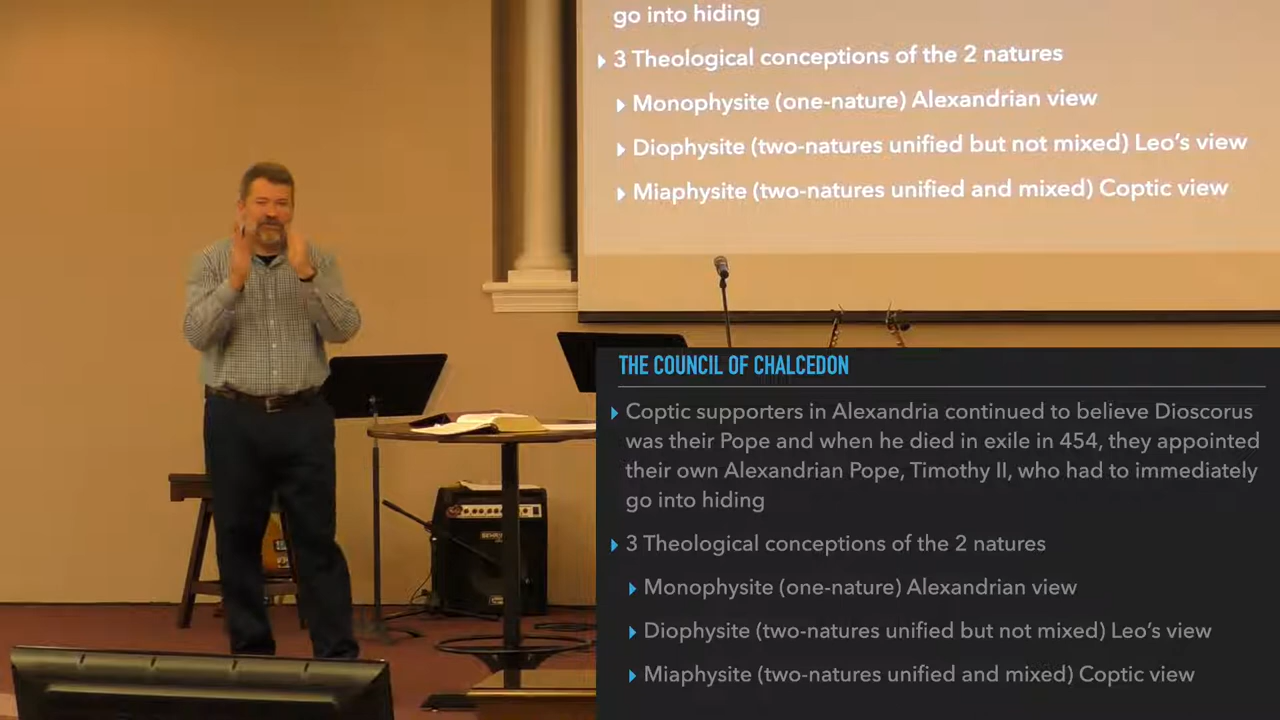 go into hiding
3 Theological conceptions of the 2 natures
Monophysite (one-nature) Alexandrian view
Diophysite (two-natures unified but not mixed) Leo's view
Miaphysite (two-natures unified and mixed) Coptic view
THE COUNCIL OF CHALCEDON
Coptic supporters in Alexandria continued to believe Dioscorus
was their Pope and when he died in exile in 454, they appointed
their own Alexandrian Pope, Timothy II, who had to immediately
go into hiding
3 Theological conceptions of the 2 natures
Monophysite (one-nature) Alexandrian view
Diophysite (two-natures unified but not mixed) Leo's view
Miaphysite (two-natures unified and mixed) Coptic view